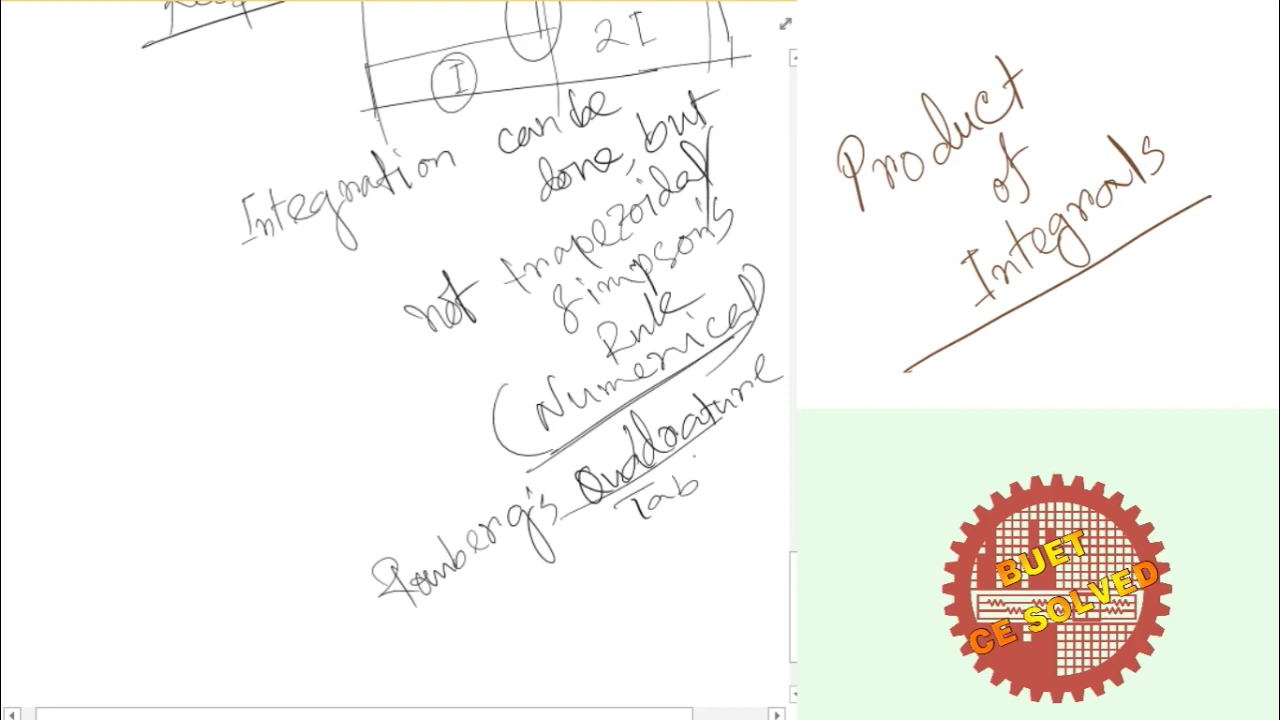 I
2I
Integration can be
done, but
not trapezoidal
simpson's
Rule
(Numerical)
Romberg's Quadrature
Tab
Product
of
Integrals
BUET
CE SOLVED